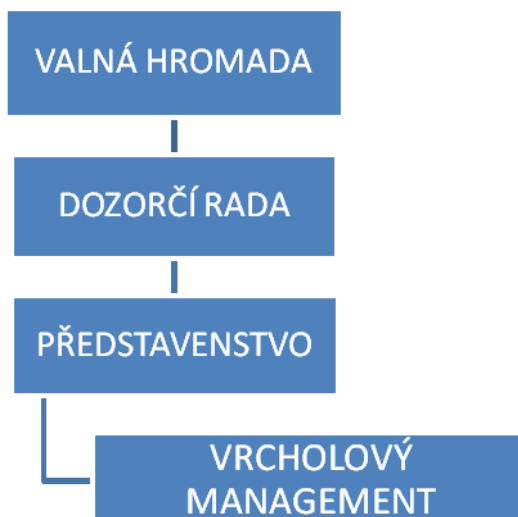 VALNÁ HROMADA
DOZORČÍ RADA
PŘEDSTAVENSTVO
VRCHOLOVÝ
MANAGEMENT